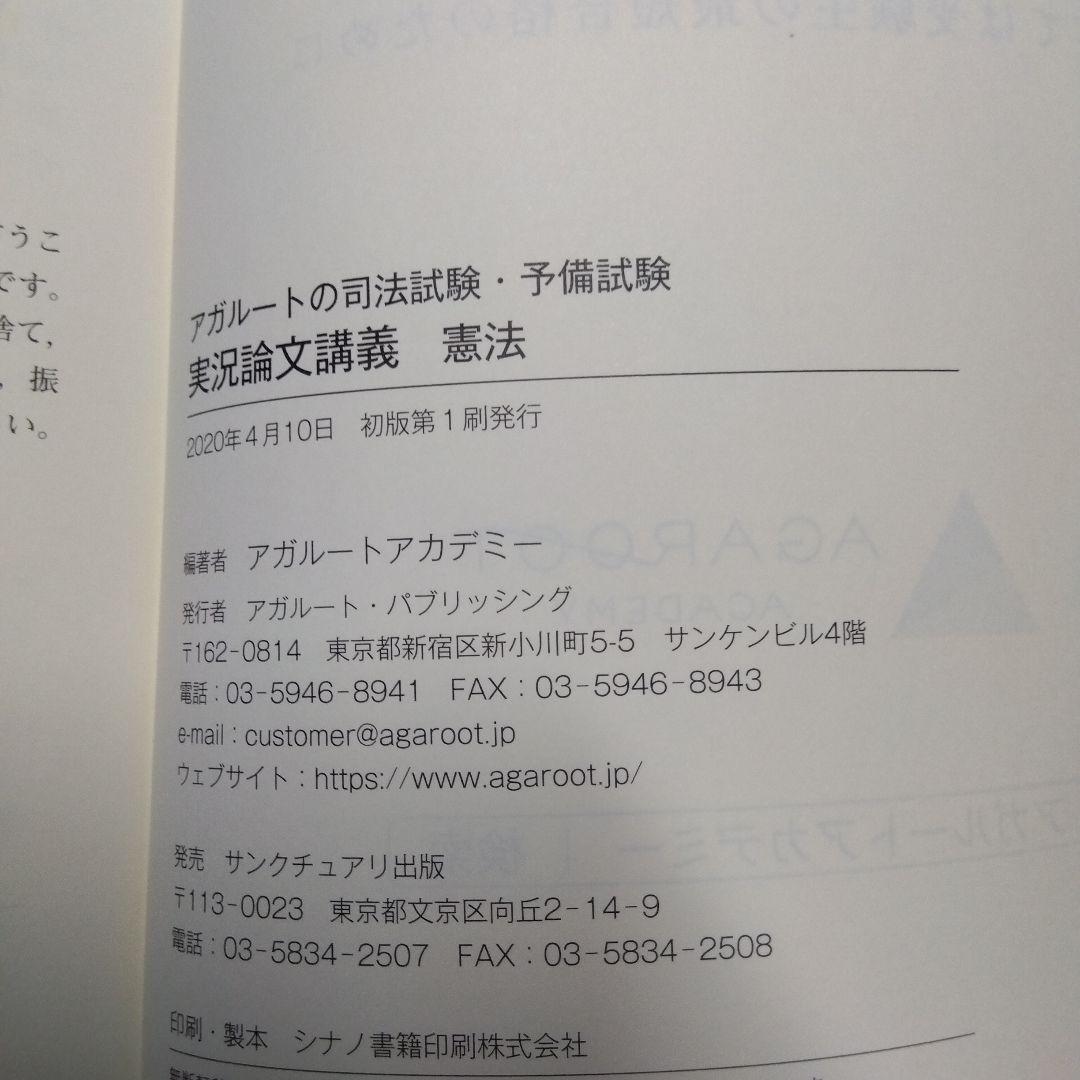 うこ
です。
捨て,
, 振
い。
アガルートの司法試験・予備試験
実況論文講義 憲法
2020年4月10日 初版第1刷発行
編著者 アガルートアカデミー
発行者 アガルート・パブリッシング
〒162-0814 東京都新宿区新小川町5-5 サンケンビル4階
電話:03-5946-8941 FAX:03-5946-8943
e-mail:customer@agaroot.jp
ウェブサイト:https://www.agaroot.jp/
発売 サンクチュアリ出版
〒113-0023 東京都文京区向丘2-14-9
電話:03-5834-2507 FAX:03-5834-2508
印刷・製本 シナノ書籍印刷株式会社